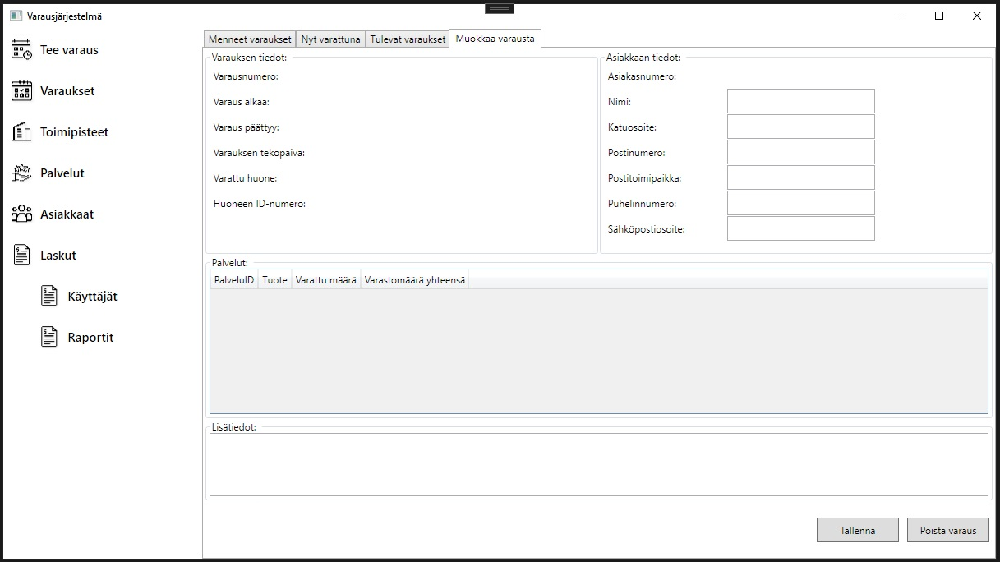 Varausjärjestelmä
Tee varaus
Varaukset
Toimipisteet
Palvelut
Asiakkaat
Laskut
Käyttäjät
Raportit
Menneet varaukset
Nyt varattuna
Tulevat varaukset
Muokkaa varausta
Varauksen tiedot:
Varausnumero:
Varaus alkaa:
Varaus päättyy:
Varauksen tekopäivä:
Varattu huone:
Huoneen ID-numero:
Asiakkaan tiedot:
Asiakasnumero:
Nimi:
Katuosoite:
Postinumero:
Postitoimipaikka:
Puhelinnumero:
Sähköpostiosoite:
Palvelut:
PalveluID Tuote Varattu määrä Varastomäärä yhteensä
Lisätiedot:
Tallenna
Poista varaus